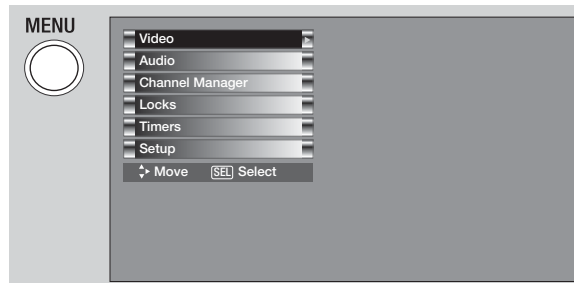 MENU
Video
Audio
Channel Manager
Locks
Timers
Setup
Move SEL Select